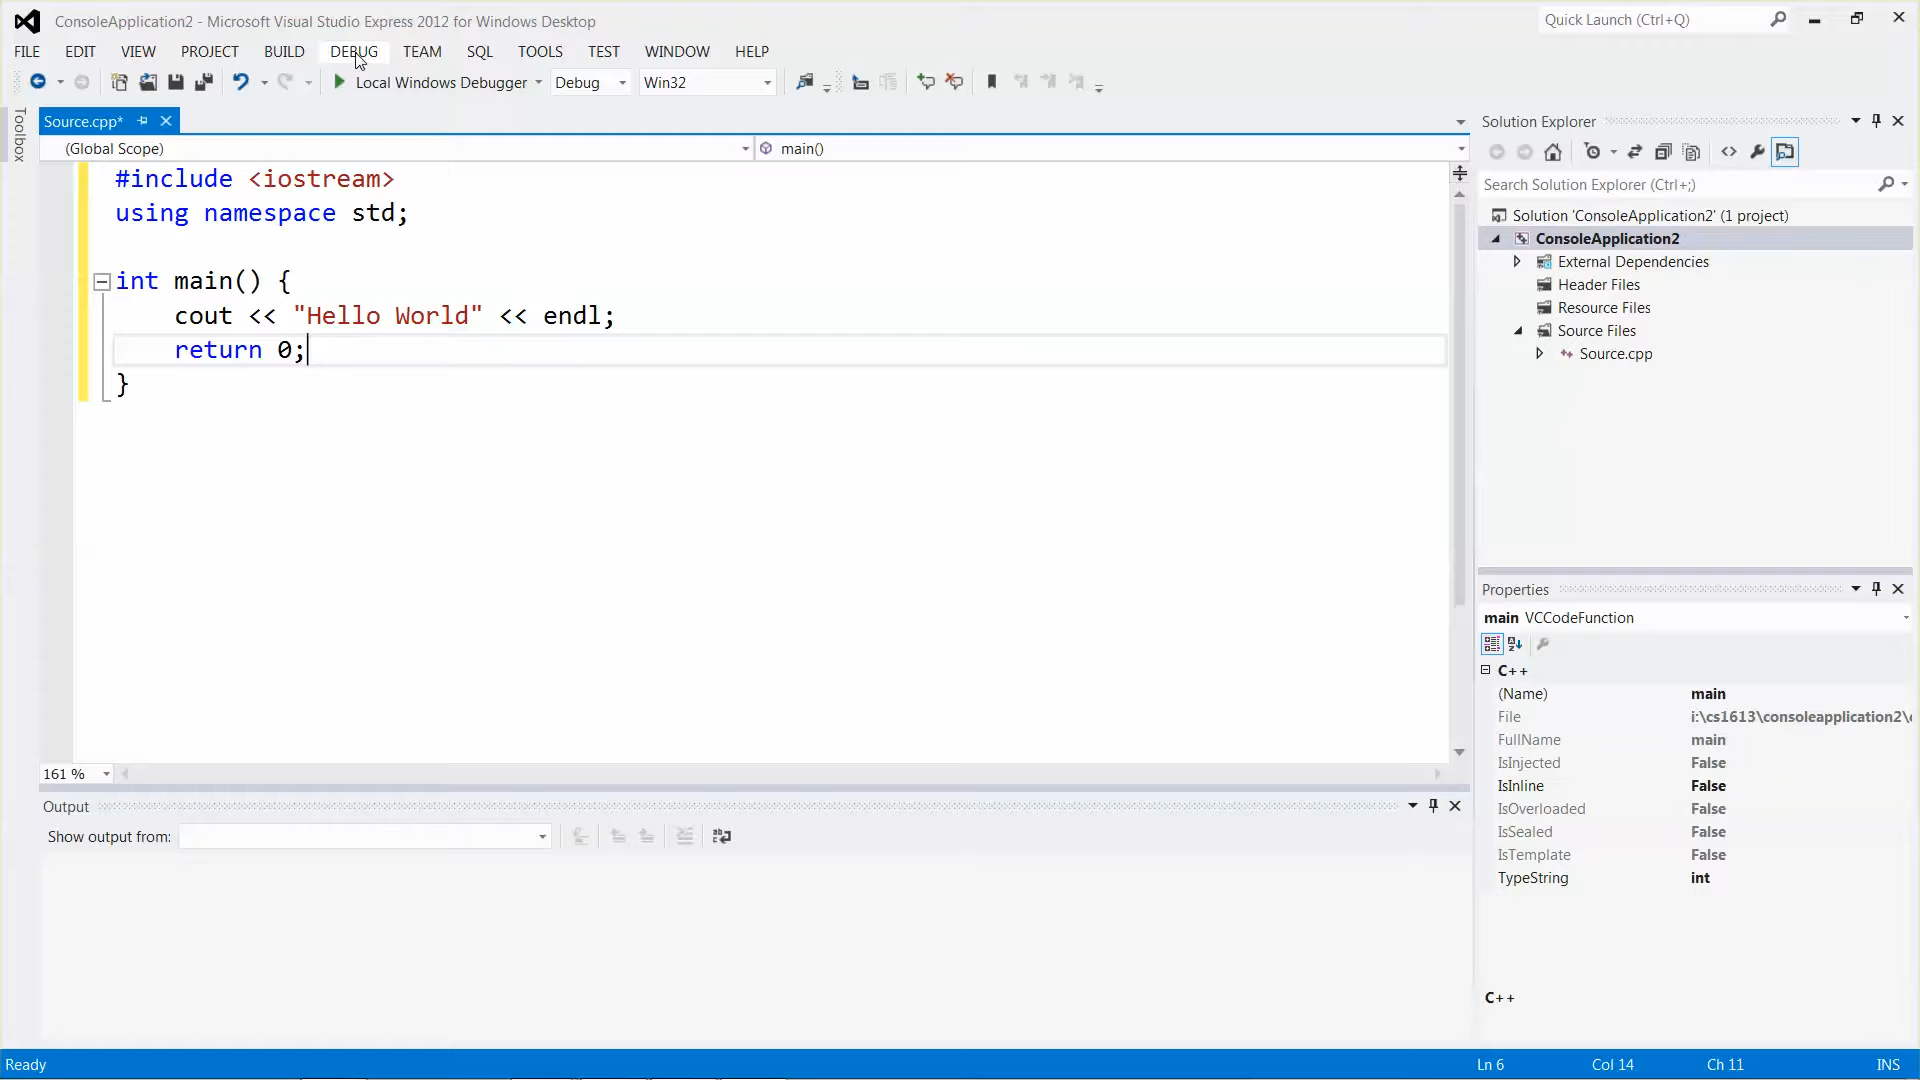 ConsoleApplication2 - Microsoft Visual Studio Express 2012 for Windows Desktop
Quick Launch (Ctrl+Q)
FILE EDIT VIEW PROJECT BUILD DEBUG TEAM SQL TOOLS TEST WINDOW HELP
Local Windows Debugger Debug Win32
Toolbox
Source.cpp*
(Global Scope) main()
#include <iostream>
using namespace std;
int main() {
cout << "Hello World" << endl;
return 0;
}
161 %
Output
Show output from:
Solution Explorer
Search Solution Explorer (Ctrl+;)
Solution 'ConsoleApplication2' (1 project)
ConsoleApplication2
External Dependencies
Header Files
Resource Files
Source Files
Source.cpp
Properties
main VCCodeFunction
C++
(Name) main
File i:\cs1613\consoleapplication2\
FullName main
IsInjected False
IsInline False
IsOverloaded False
IsSealed False
IsTemplate False
TypeString int
C++
Ready Ln 6 Col 14 Ch 11 INS